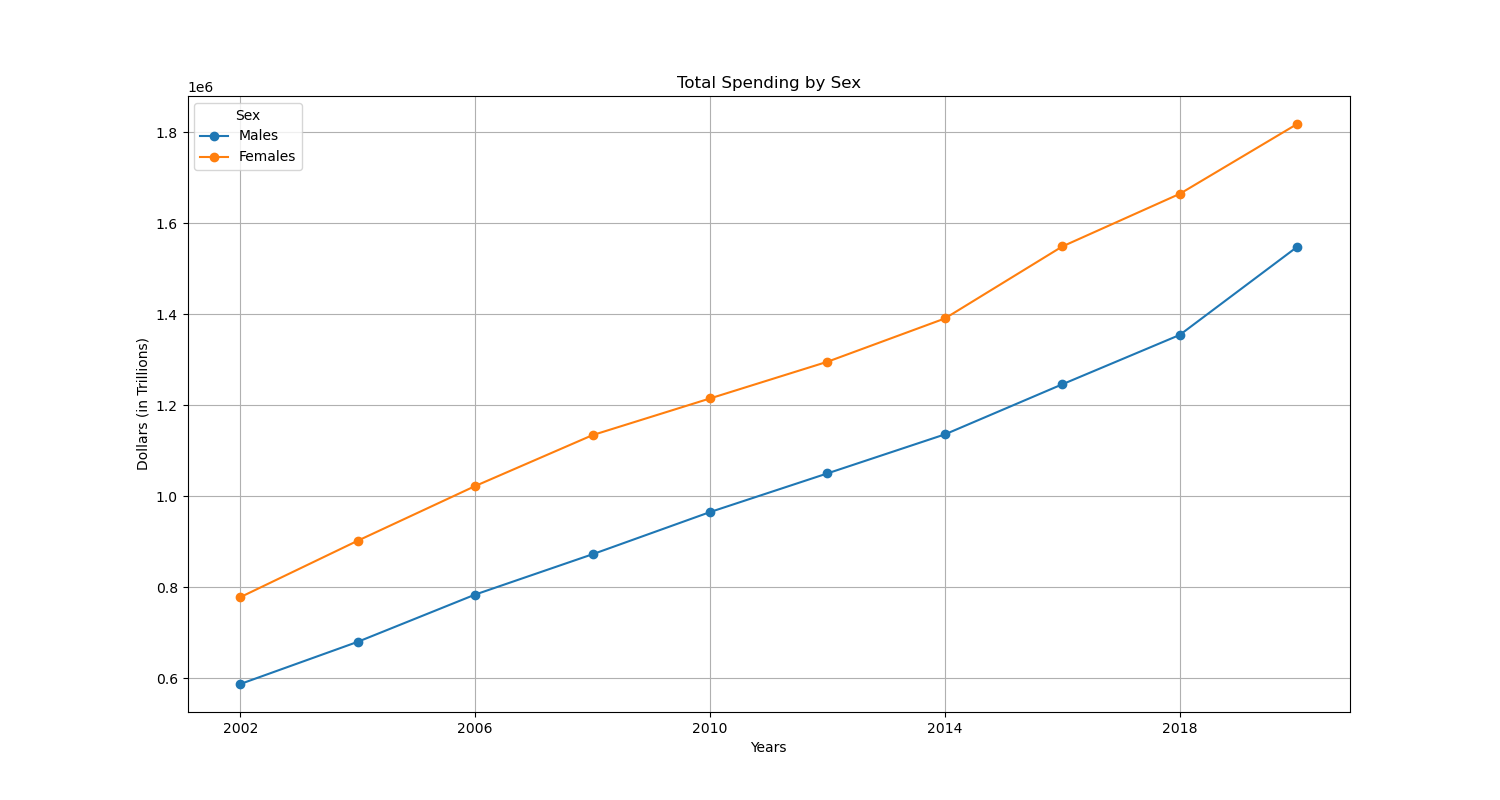 Total Spending by Sex
1e6
Sex
Males
Females
1.8
1.6
1.4
1.2
1.0
0.8
0.6
Dollars (in Trillions)
2002 2006 2010 2014 2018
Years